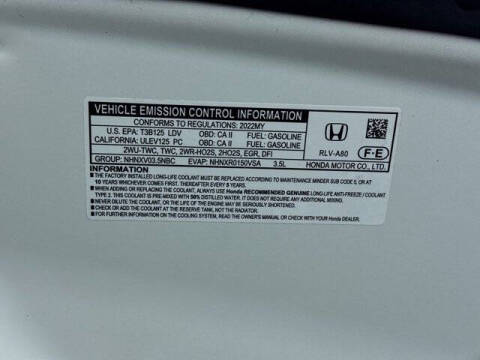 VEHICLE EMISSION CONTROL INFORMATION
CONFORMS TO REGULATIONS: 2022MY
U.S. EPA: T3B125 LDV OBD: CA II FUEL: GASOLINE
CALIFORNIA: ULEV125 PC OBD: CA II FUEL: GASOLINE
2WU-TWC, TWC, 2WR-HO2S, 2HO2S, EGR, DFI
GROUP: NHNXV03.5NBC EVAP: NHNXR0150VSA 3.5L
RLV-A80
F-E
HONDA MOTOR CO., LTD.
INFORMATION
THE FACTORY INSTALLED LONG-LIFE COOLANT MUST BE REPLACED ACCORDING TO MAINTENANCE MINDER SUB CODE 5, OR AT
10 YEARS WHICHEVER COMES FIRST. THEREAFTER EVERY 5 YEARS.
WHEN ADDING OR REPLACING THE COOLANT, ALWAYS USE Honda RECOMMENDED GENUINE LONG-LIFE ANTI-FREEZE/COOLANT
TYPE 2. THIS COOLANT IS PRE-MIXED WITH 50% DISTILLED WATER. IT DOES NOT REQUIRE ANY ADDITIONAL MIXING.
NEVER USE ONLY WATER OR OTHER COOLANT. THE LIFE OF THE ENGINE MAY BE SERIOUSLY SHORTENED.
CHECK AND ADD COOLANT AT THE RESERVE TANK, NOT THE RADIATOR.
FOR FURTHER INFORMATION ON THE COOLING SYSTEM, READ THE OWNER'S MANUAL OR CHECK WITH YOUR Honda DEALER.